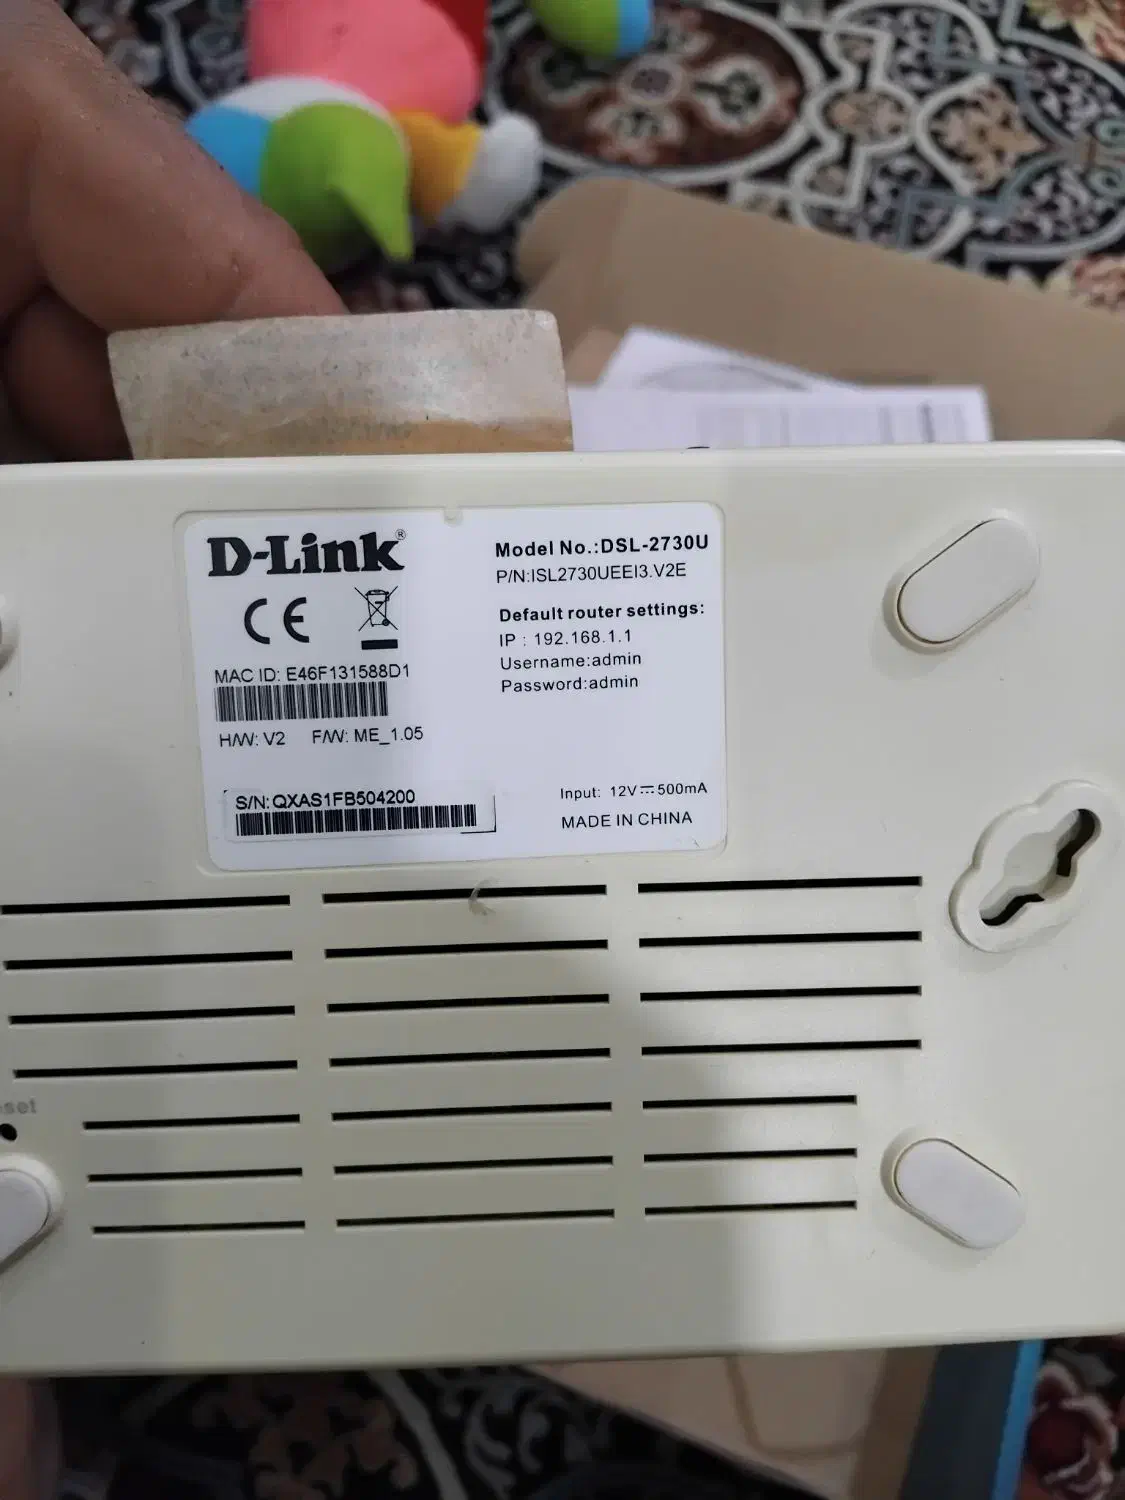 D-Link®
CE
MAC ID: E46F131588D1
H/W: V2 F/W: ME_1.05
S/N: QXAS1FB504200
Model No.:DSL-2730U
P/N:ISL2730UEEI3.V2E
Default router settings:
IP : 192.168.1.1
Username:admin
Password:admin
Input: 12V⎓500mA
MADE IN CHINA
set